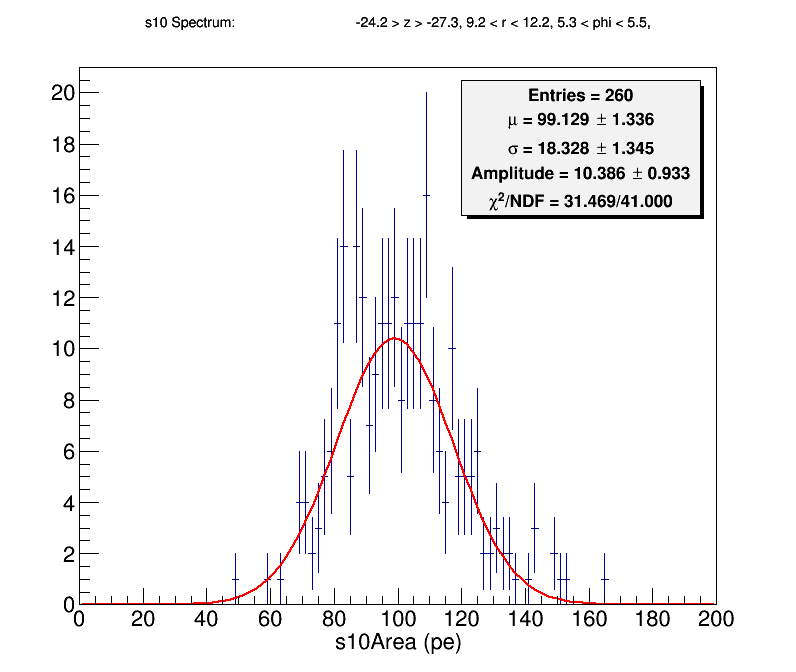 s10 Spectrum: -24.2 > z > -27.3, 9.2 < r < 12.2, 5.3 < phi < 5.5,
Entries = 260
μ = 99.129 ± 1.336
σ = 18.328 ± 1.345
Amplitude = 10.386 ± 0.933
χ²/NDF = 31.469/41.000
20
18
16
14
12
10
8
6
4
2
0
0 20 40 60 80 100 120 140 160 180 200
s10Area (pe)